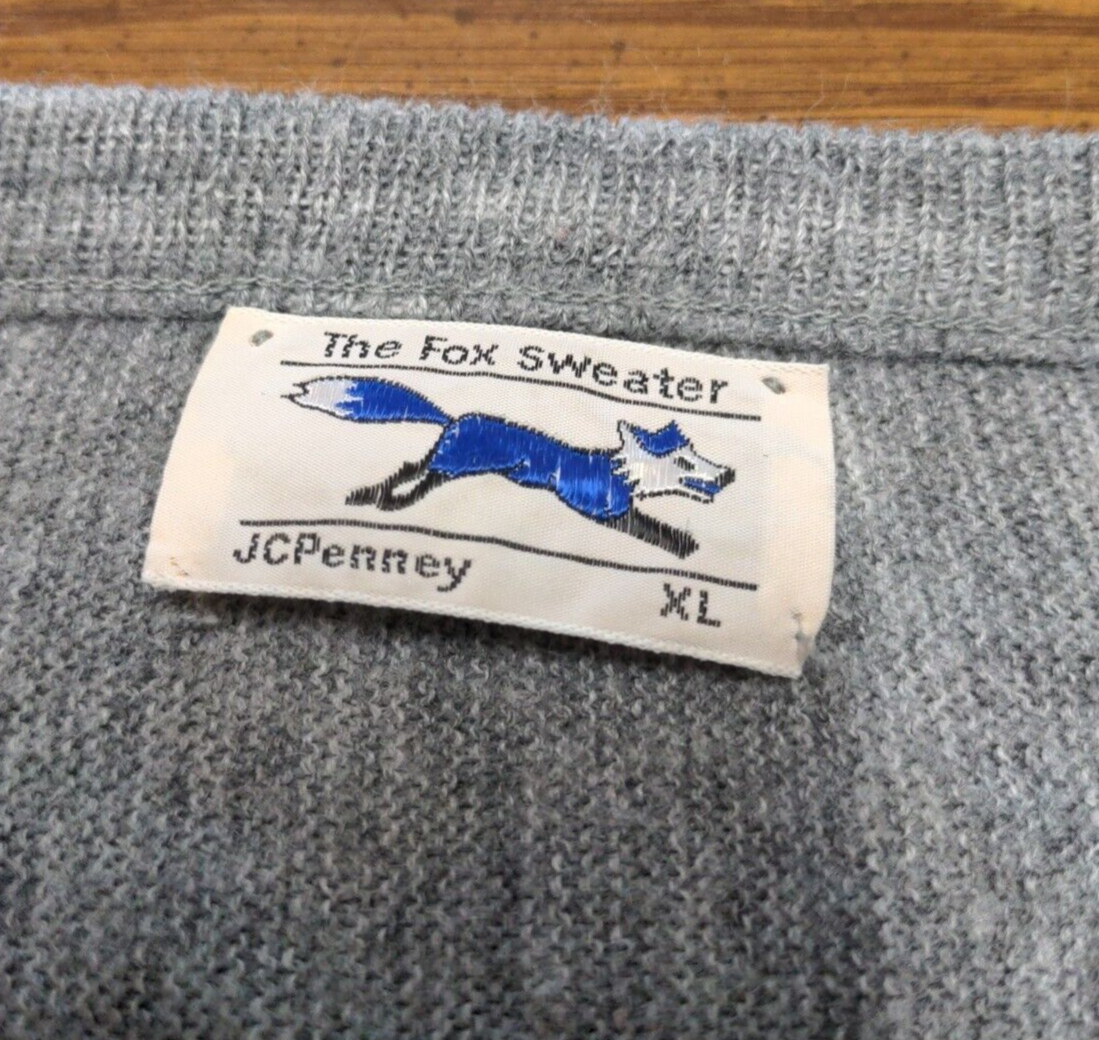 The Fox Sweater
JCPenney
XL